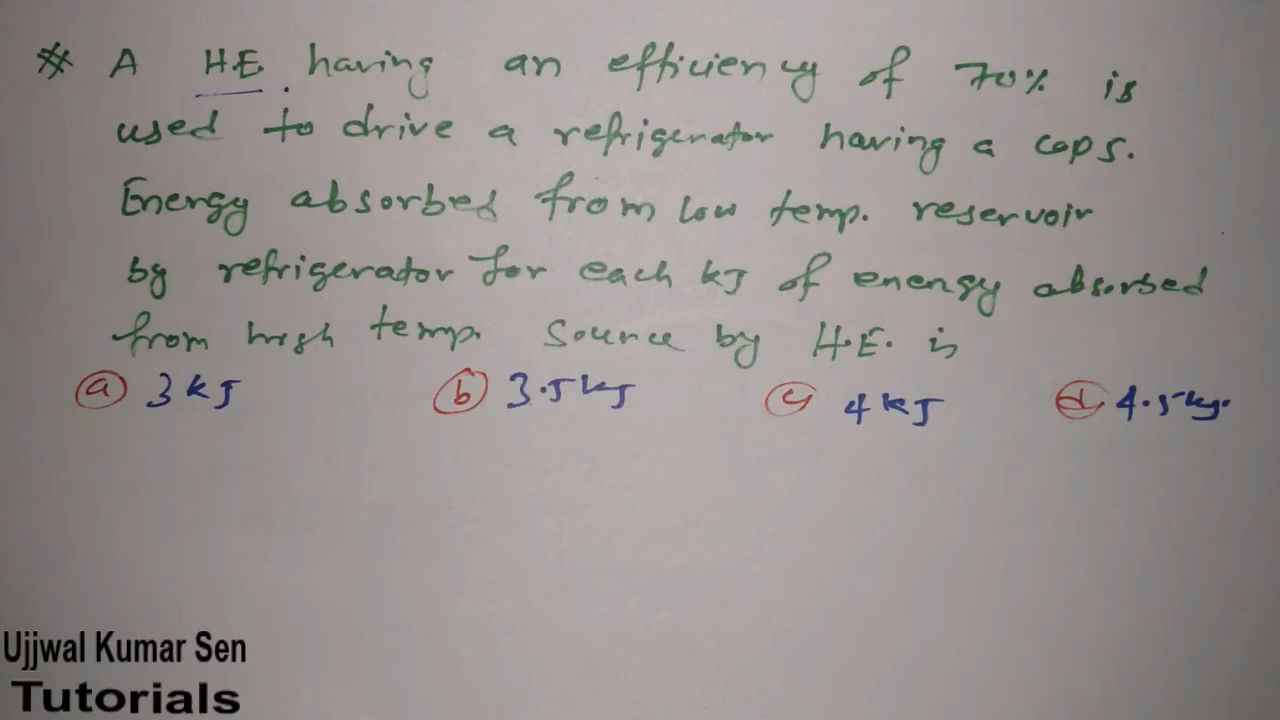 * A H.E. having an efficiency of 70% is
used to drive a refrigerator having a cop 5.
Energy absorbed from low temp. reservoir
by refrigerator for each kJ of energy absorbed
from high temp. source by H.E. is
(a) 3 kJ (b) 3.5 kJ (c) 4 kJ (d) 4.5 kJ.
Ujjwal Kumar Sen
Tutorials